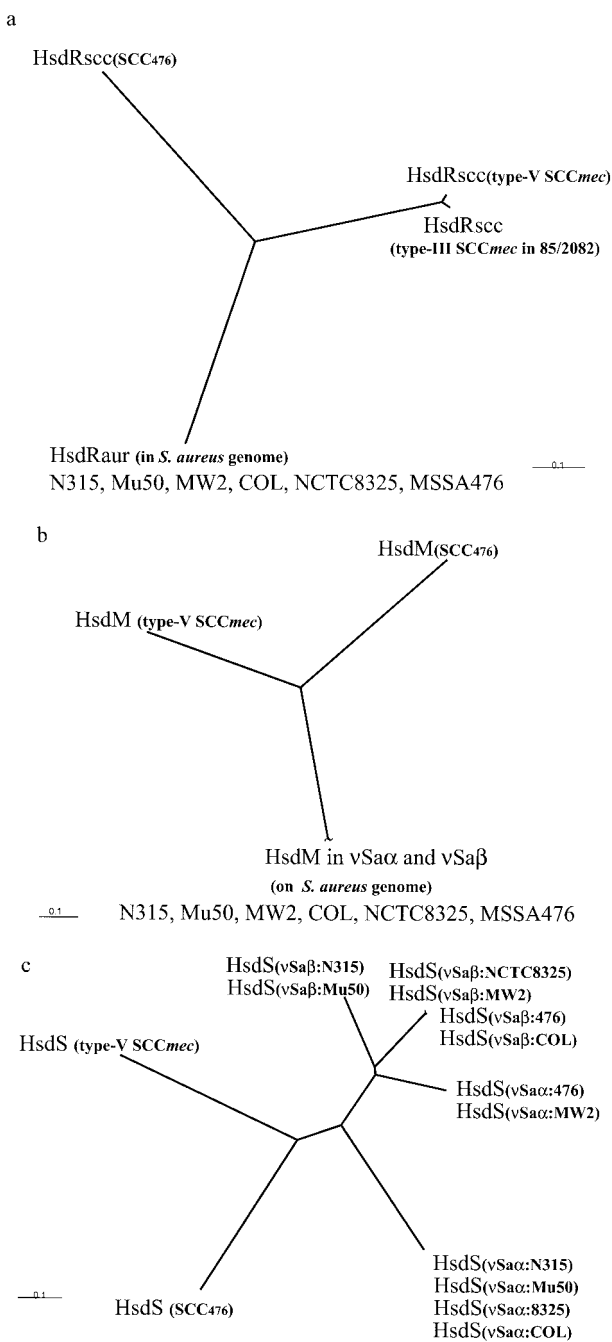 a
HsdRscc(SCC476)
HsdRscc(type-V SCCmec)
HsdRscc
(type-III SCCmec in 85/2082)
HsdRaur (in S. aureus genome)
N315, Mu50, MW2, COL, NCTC8325, MSSA476
0.1
b
HsdM(SCC476)
HsdM (type-V SCCmec)
HsdM in νSaα and νSaβ
(on S. aureus genome)
0.1
N315, Mu50, MW2, COL, NCTC8325, MSSA476
c
HsdS(νSaβ:N315)
HsdS(νSaβ:Mu50)
HsdS(νSaβ:NCTC8325)
HsdS(νSaβ:MW2)
HsdS(νSaβ:476)
HsdS(νSaβ:COL)
HsdS (type-V SCCmec)
HsdS(νSaα:476)
HsdS(νSaα:MW2)
HsdS(νSaα:N315)
HsdS(νSaα:Mu50)
HsdS(νSaα:8325)
HsdS(νSaα:COL)
0.1
HsdS (SCC476)